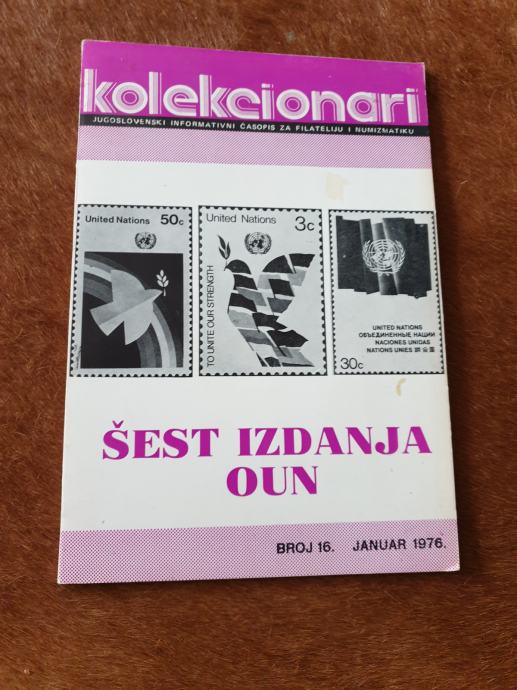 kolekcionari
JUGOSLOVENSKI INFORMATIVNI ČASOPIS ZA FILATELIJU I NUMIZMATIKU
United Nations 50c
United Nations 3c
TO UNITE OUR STRENGTH
UNITED NATIONS
ОБЪЕДИНЕННЫЕ НАЦИИ
NACIONES UNIDAS
NATIONS UNIES
30c
ŠEST IZDANJA
OUN
BROJ 16. JANUAR 1976.